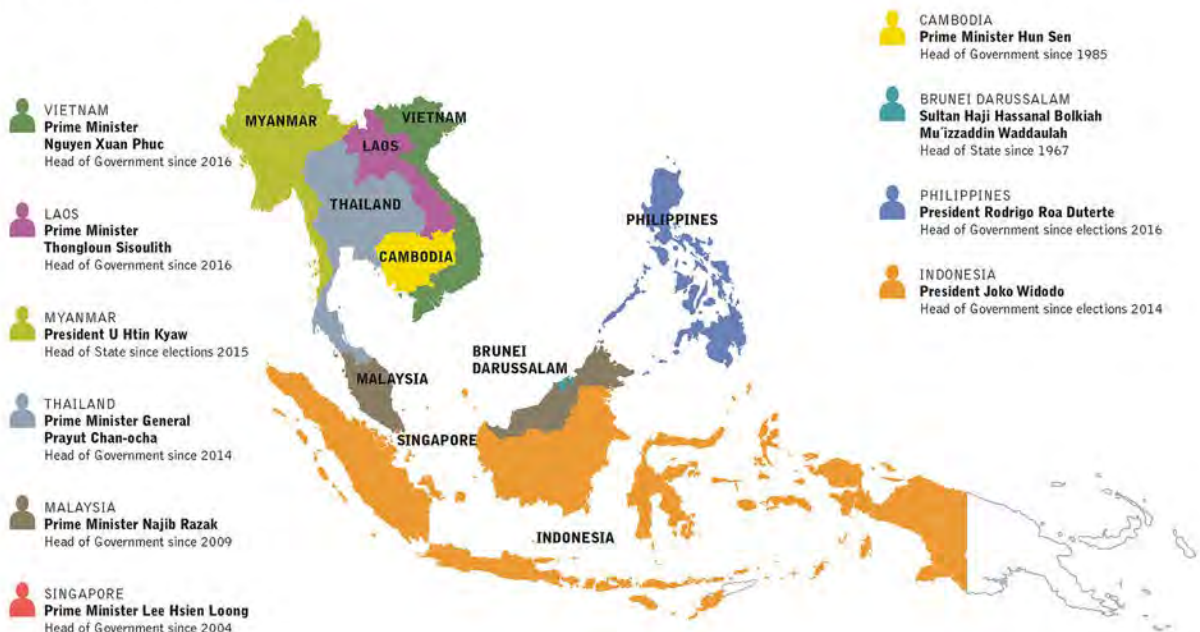 VIETNAM
Prime Minister
Nguyen Xuan Phuc
Head of Government since 2016
LAOS
Prime Minister
Thongloun Sisoulith
Head of Government since 2016
MYANMAR
President U Htin Kyaw
Head of State since elections 2015
THAILAND
Prime Minister General
Prayut Chan-ocha
Head of Government since 2014
MALAYSIA
Prime Minister Najib Razak
Head of Government since 2009
SINGAPORE
Prime Minister Lee Hsien Loong
Head of Government since 2004
MYANMAR
VIETNAM
LAOS
THAILAND
CAMBODIA
PHILIPPINES
BRUNEI
DARUSSALAM
MALAYSIA
SINGAPORE
INDONESIA
CAMBODIA
Prime Minister Hun Sen
Head of Government since 1985
BRUNEI DARUSSALAM
Sultan Haji Hassanal Bolkiah
Mu´izzaddin Waddaulah
Head of State since 1967
PHILIPPINES
President Rodrigo Roa Duterte
Head of Government since elections 2016
INDONESIA
President Joko Widodo
Head of Government since elections 2014